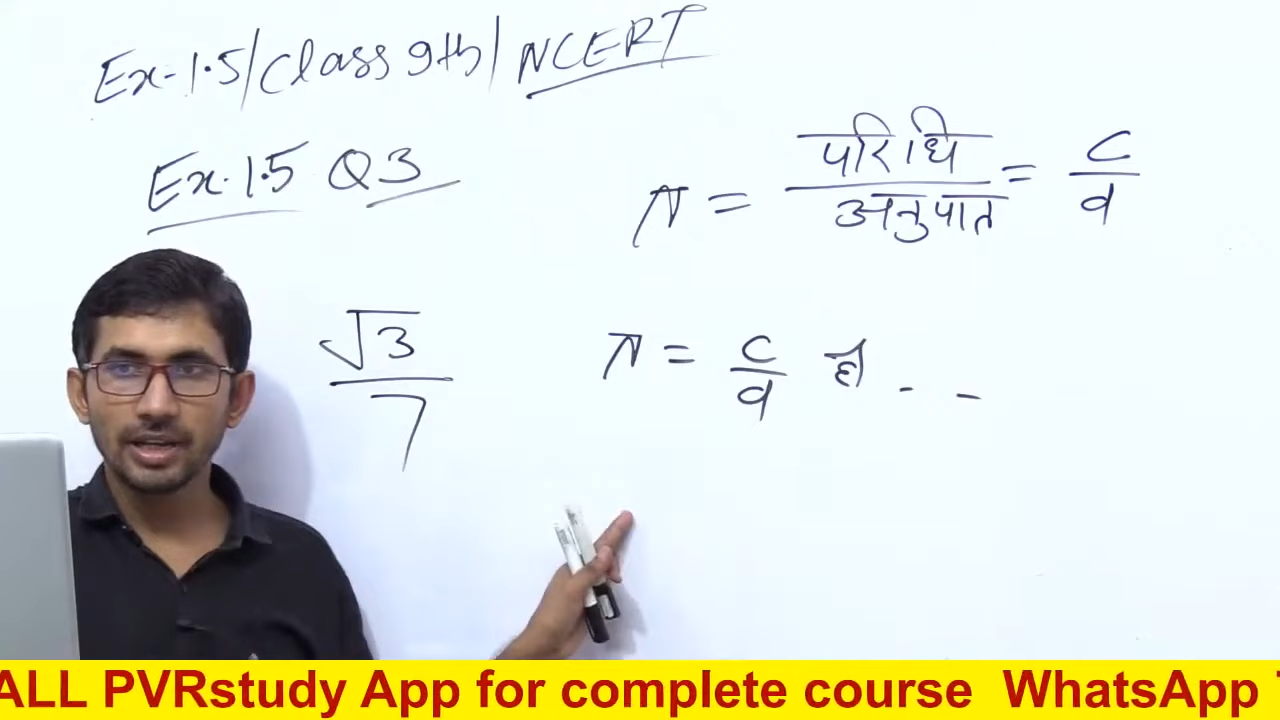 Ex-1.5/Class 9th/NCERT
Ex.1.5 Q3
π = परिधि/अनुपात = c/d
√3/7
π = c/d हो - -
ALL PVRstudy App for complete course WhatsApp